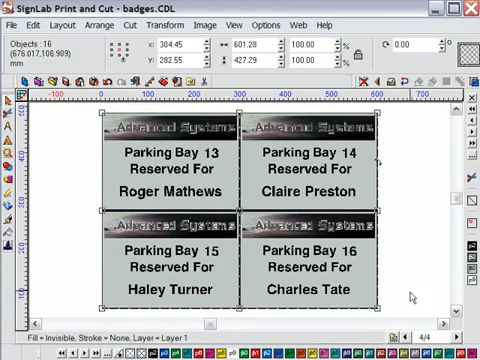 SignLab Print and Cut - badges.CDL
File Edit Layout Arrange Cut Transform Image View Options Web Help
Objects: 16
(676.017,106.909)
mm
x: 304.45
y: 282.55
601.28
427.29
100.00 %
100.00 %
0.00
-100 0 100 200 300 400 500 600 700
Advanced Systems
Parking Bay 13
Reserved For
Roger Mathews
Advanced Systems
Parking Bay 14
Reserved For
Claire Preston
Advanced Systems
Parking Bay 15
Reserved For
Haley Turner
Advanced Systems
Parking Bay 16
Reserved For
Charles Tate
4/4
Fill = Invisible, Stroke = None, Layer = Layer 1